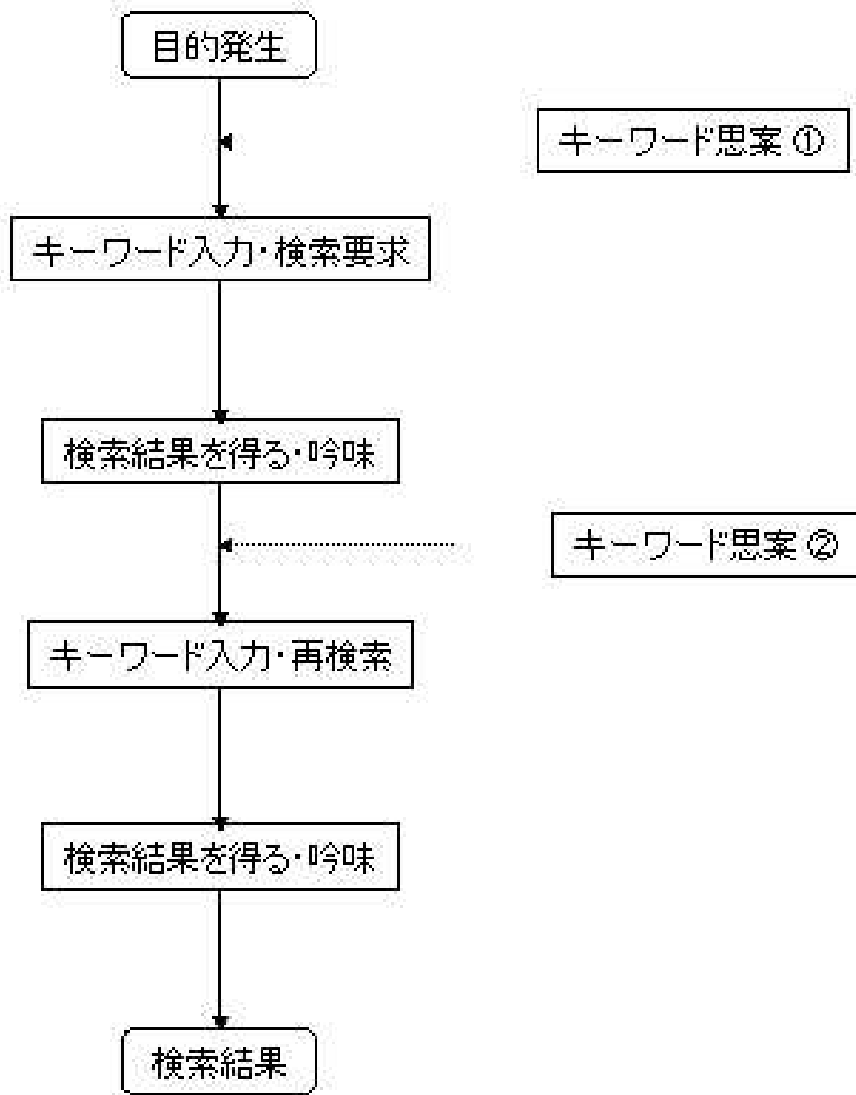 目的発生
キーワード思案 ①
キーワード入力・検索要求
検索結果を得る・吟味
キーワード思案 ②
キーワード入力・再検索
検索結果を得る・吟味
検索結果